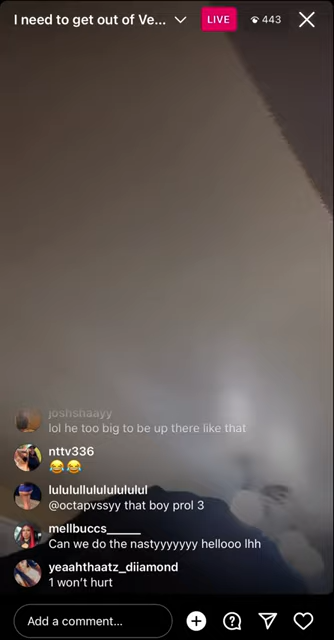 I need to get out of Ve... LIVE 443
joshshaayy
lol he too big to be up there like that
nttv336
😂😂
lululullulululululul
@octapvssyy that boy prol 3
mellbuccs_____
Can we do the nastyyyyyyy hellooo lhh
yeaahthaatz_diiamond
1 won't hurt
Add a comment...